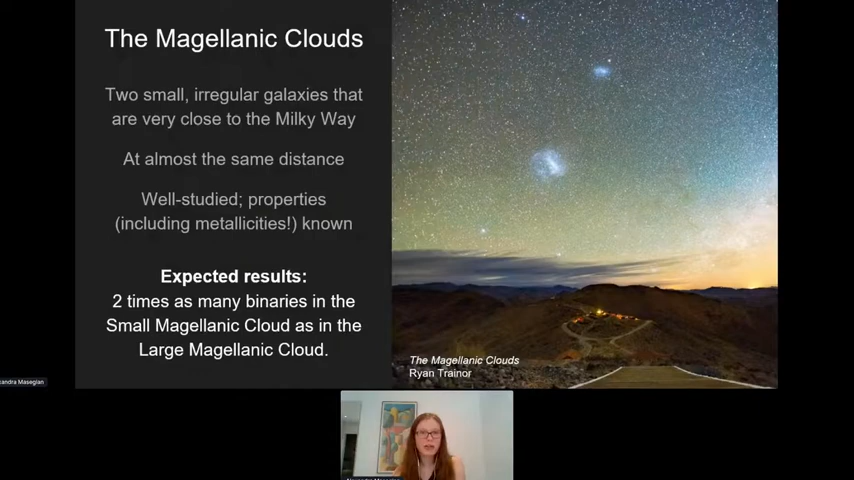 The Magellanic Clouds
Two small, irregular galaxies that
are very close to the Milky Way
At almost the same distance
Well-studied; properties
(including metallicities!) known
Expected results:
2 times as many binaries in the
Small Magellanic Cloud as in the
Large Magellanic Cloud.
The Magellanic Clouds
Ryan Trainor
xandra Masegian